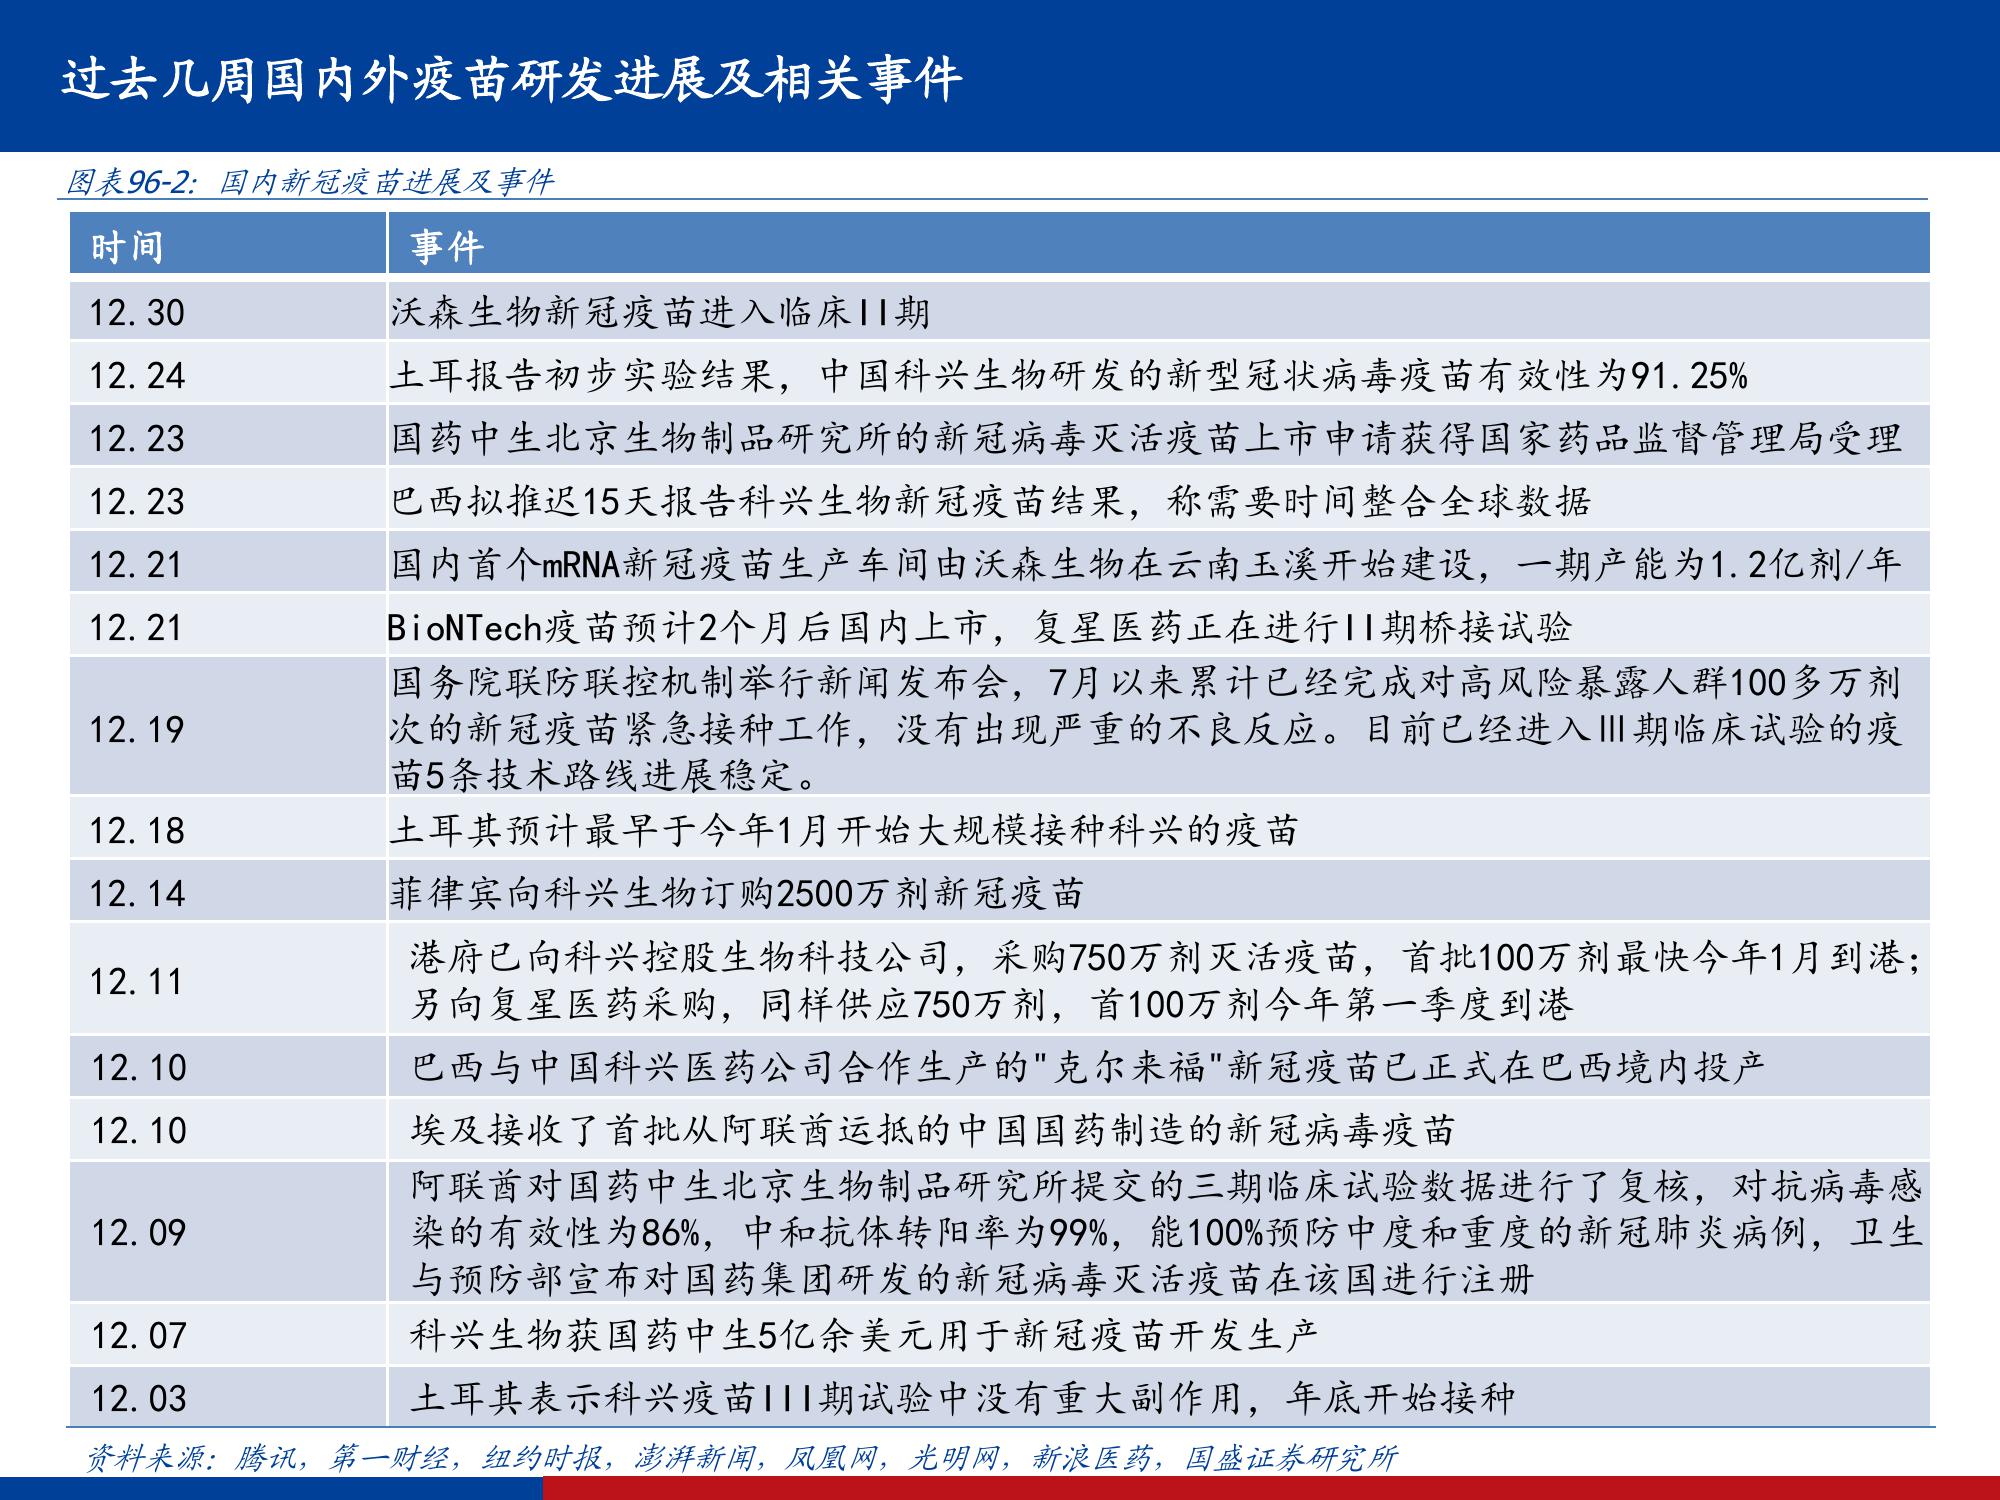 过去几周国内外疫苗研发进展及相关事件
图表96-2: 国内新冠疫苗进展及事件
时间 事件
12.30 沃森生物新冠疫苗进入临床II期
12.24 土耳报告初步实验结果，中国科兴生物研发的新型冠状病毒疫苗有效性为91.25%
12.23 国药中生北京生物制品研究所的新冠病毒灭活疫苗上市申请获得国家药品监督管理局受理
12.23 巴西拟推迟15天报告科兴生物新冠疫苗结果，称需要时间整合全球数据
12.21 国内首个mRNA新冠疫苗生产车间由沃森生物在云南玉溪开始建设，一期产能为1.2亿剂/年
12.21 BioNTech疫苗预计2个月后国内上市，复星医药正在进行II期桥接试验
12.19 国务院联防联控机制举行新闻发布会，7月以来累计已经完成对高风险暴露人群100多万剂
次的新冠疫苗紧急接种工作，没有出现严重的不良反应。目前已经进入Ⅲ期临床试验的疫
苗5条技术路线进展稳定。
12.18 土耳其预计最早于今年1月开始大规模接种科兴的疫苗
12.14 菲律宾向科兴生物订购2500万剂新冠疫苗
12.11 港府已向科兴控股生物科技公司，采购750万剂灭活疫苗，首批100万剂最快今年1月到港；
另向复星医药采购，同样供应750万剂，首100万剂今年第一季度到港
12.10 巴西与中国科兴医药公司合作生产的"克尔来福"新冠疫苗已正式在巴西境内投产
12.10 埃及接收了首批从阿联酋运抵的中国国药制造的新冠病毒疫苗
12.09 阿联酋对国药中生北京生物制品研究所提交的三期临床试验数据进行了复核，对抗病毒感
染的有效性为86%，中和抗体转阳率为99%，能100%预防中度和重度的新冠肺炎病例，卫生
与预防部宣布对国药集团研发的新冠病毒灭活疫苗在该国进行注册
12.07 科兴生物获国药中生5亿余美元用于新冠疫苗开发生产
12.03 土耳其表示科兴疫苗III期试验中没有重大副作用，年底开始接种
资料来源：腾讯，第一财经，纽约时报，澎湃新闻，凤凰网，光明网，新浪医药，国盛证券研究所